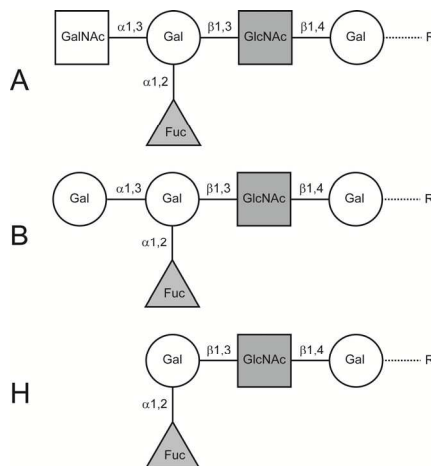 GalNAc α1,3 Gal β1,3 GlcNAc β1,4 Gal R
A
α1,2
Fuc
Gal α1,3 Gal β1,3 GlcNAc β1,4 Gal R
B
α1,2
Fuc
Gal β1,3 GlcNAc β1,4 Gal R
H
α1,2
Fuc